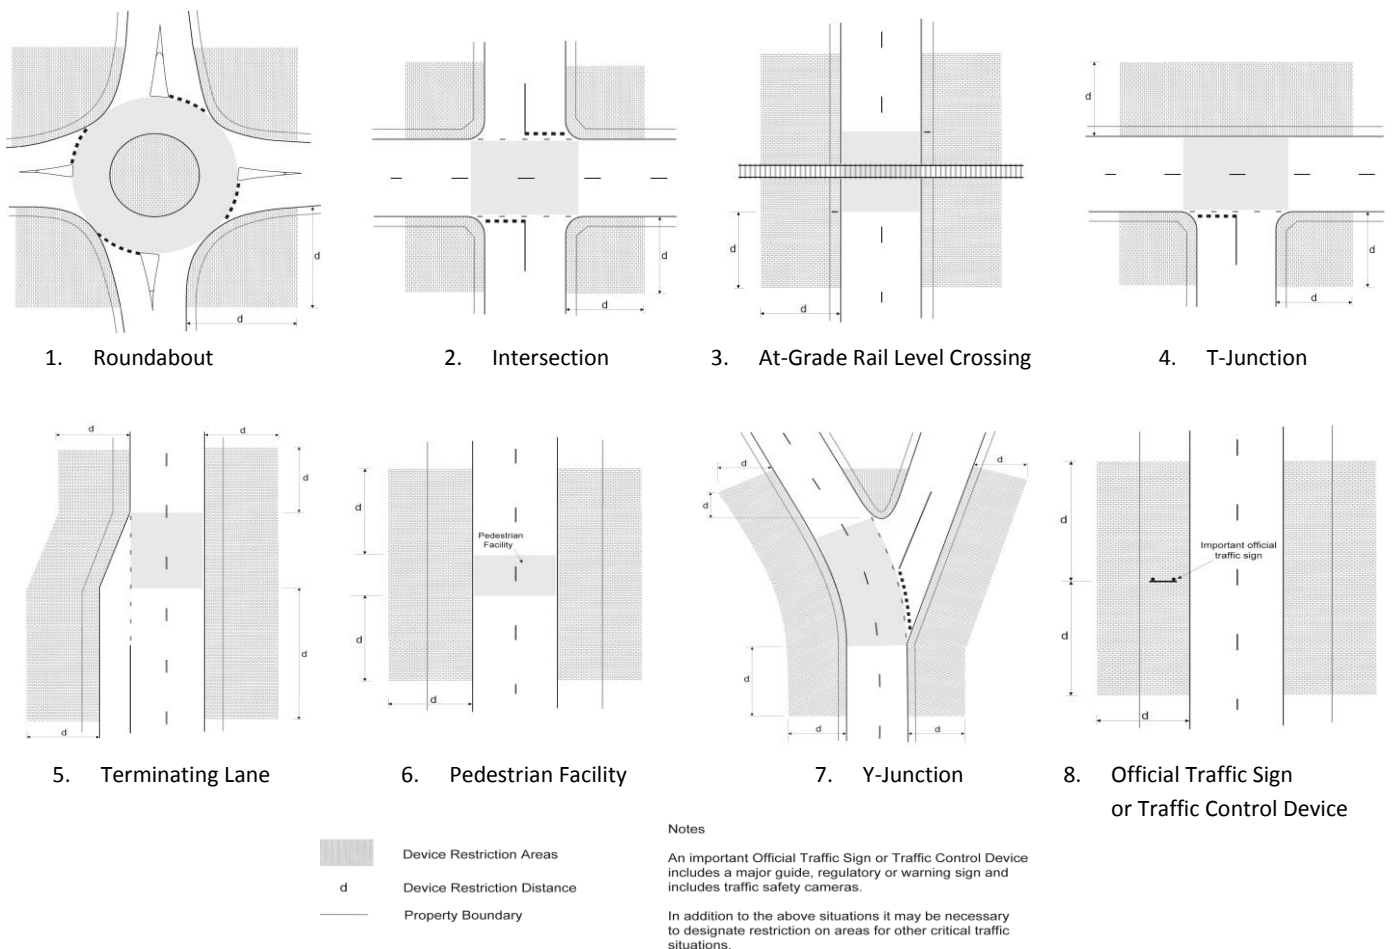 d
d
1. Roundabout
d
d
2. Intersection
d
d
3. At-Grade Rail Level Crossing
d
d
d
4. T-Junction
d
d
d
d
d
5. Terminating Lane
d
d
d
Pedestrian
Facility
6. Pedestrian Facility
d
d
d
d
d
d
7. Y-Junction
d
d
d
Important official
traffic sign
8. Official Traffic Sign
or Traffic Control Device
Device Restriction Areas
d Device Restriction Distance
Property Boundary
Notes
An important Official Traffic Sign or Traffic Control Device
includes a major guide, regulatory or warning sign and
includes traffic safety cameras.
In addition to the above situations it may be necessary
to designate restriction on areas for other critical traffic
situations.